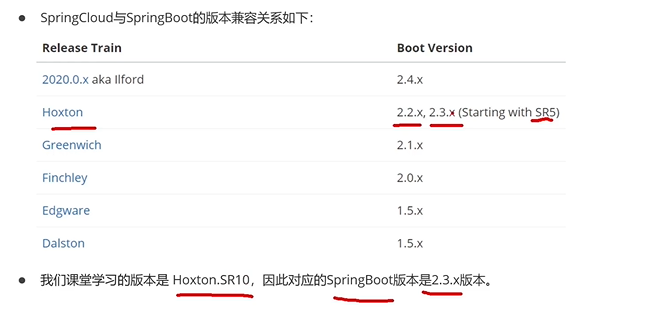 SpringCloud与SpringBoot的版本兼容关系如下：
Release Train Boot Version
2020.0.x aka Ilford 2.4.x
Hoxton 2.2.x, 2.3.x (Starting with SR5)
Greenwich 2.1.x
Finchley 2.0.x
Edgware 1.5.x
Dalston 1.5.x
我们课堂学习的版本是 Hoxton.SR10，因此对应的SpringBoot版本是2.3.x版本。